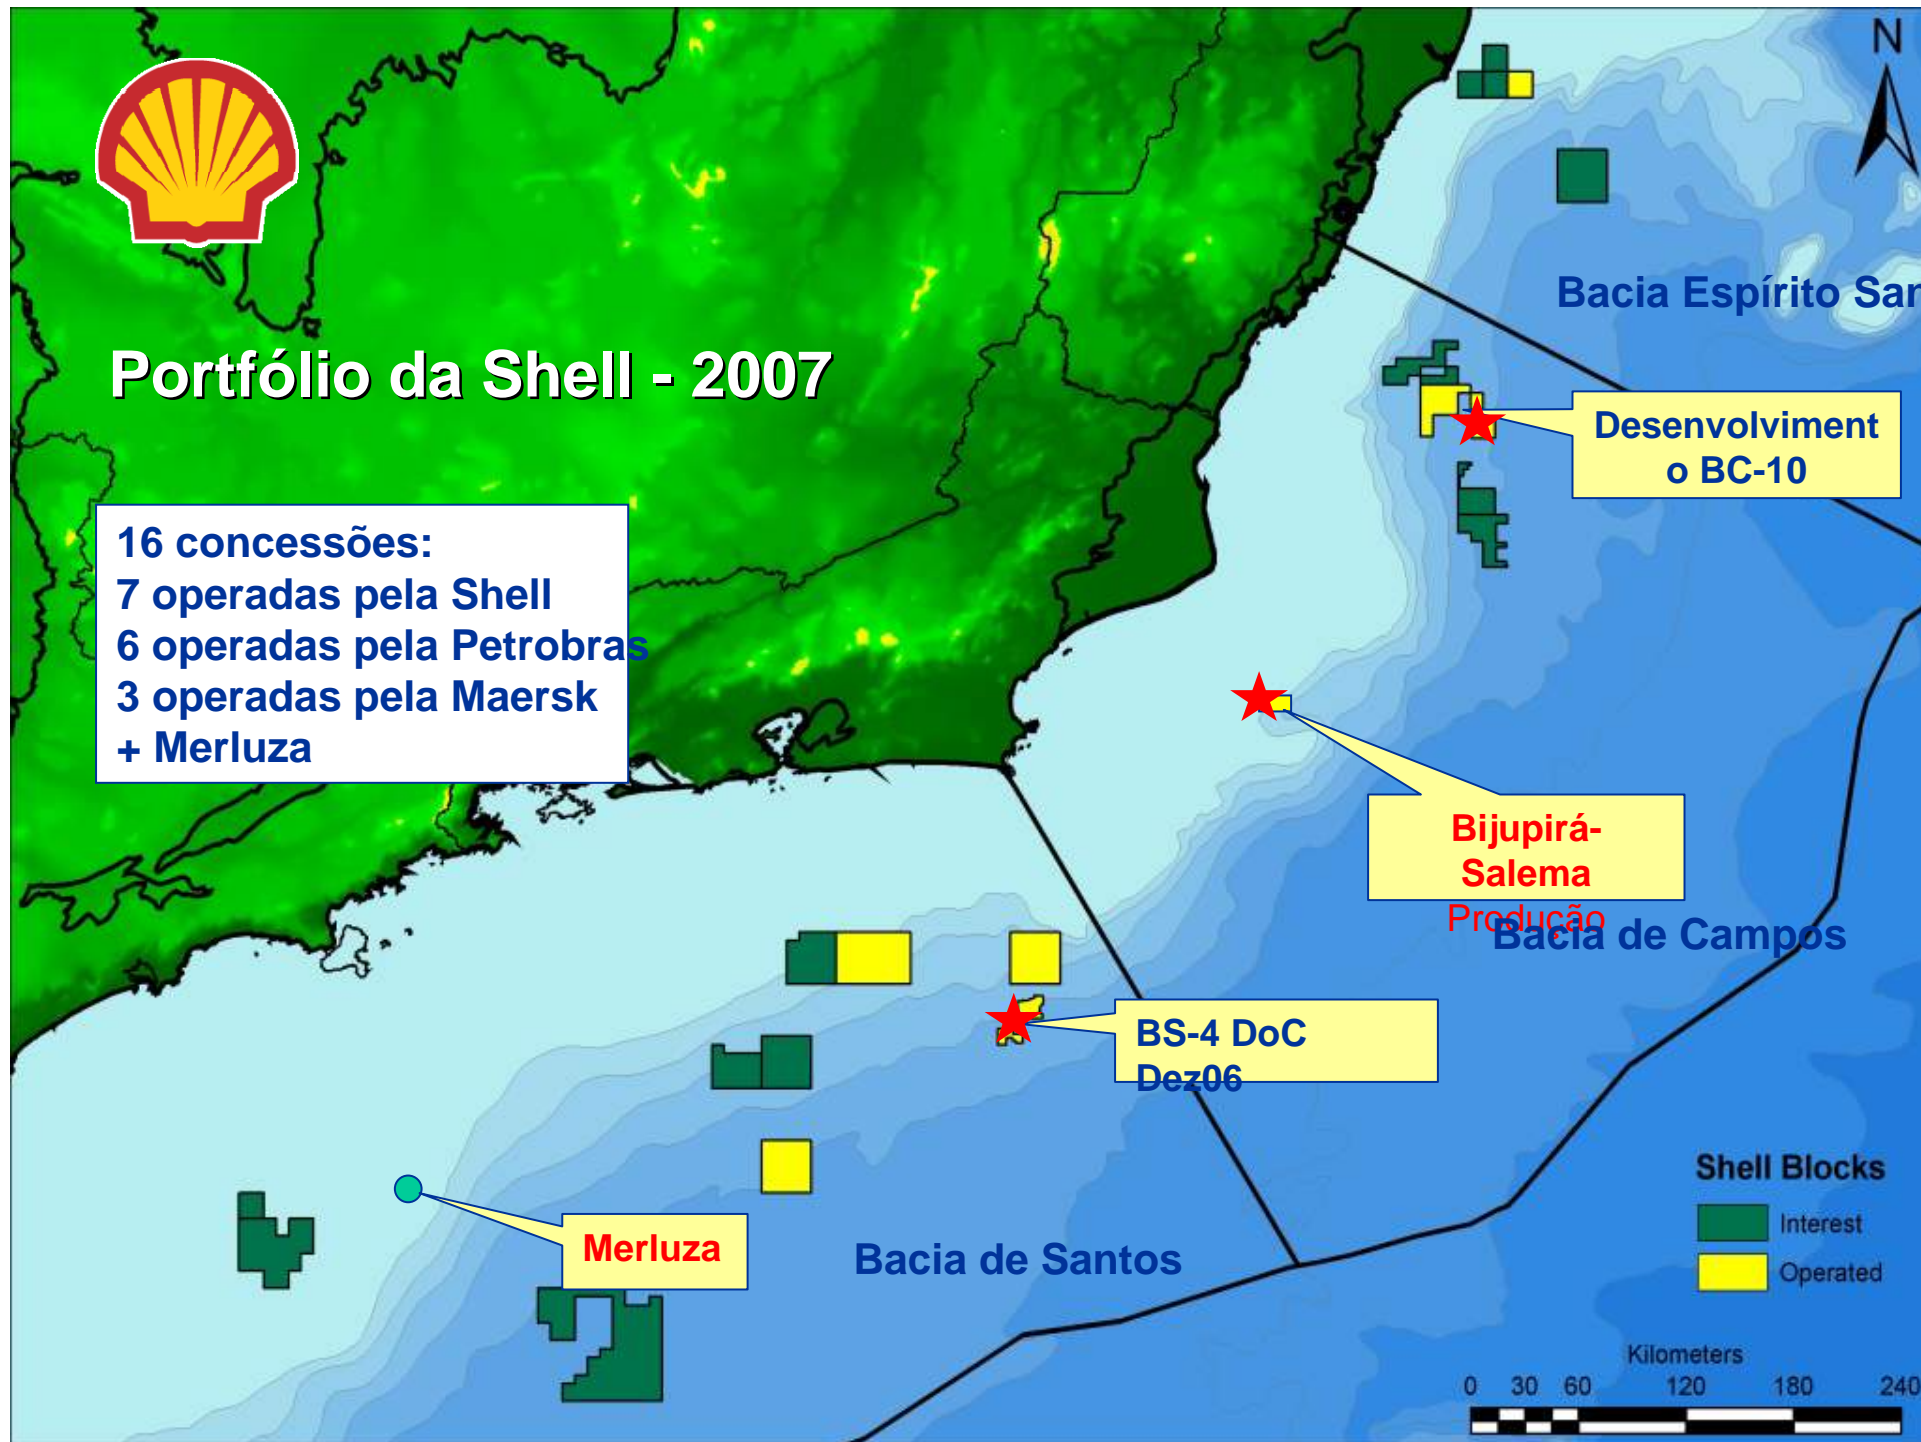 N
Bacia Espírito San
Portfólio da Shell - 2007
Desenvolviment
o BC-10
16 concessões:
7 operadas pela Shell
6 operadas pela Petrobras
3 operadas pela Maersk
+ Merluza
Bijupirá-
Salema
Produção
Bacia de Campos
BS-4 DoC
Dez06
Merluza
Bacia de Santos
Shell Blocks
Interest
Operated
Kilometers
0 30 60 120 180 240